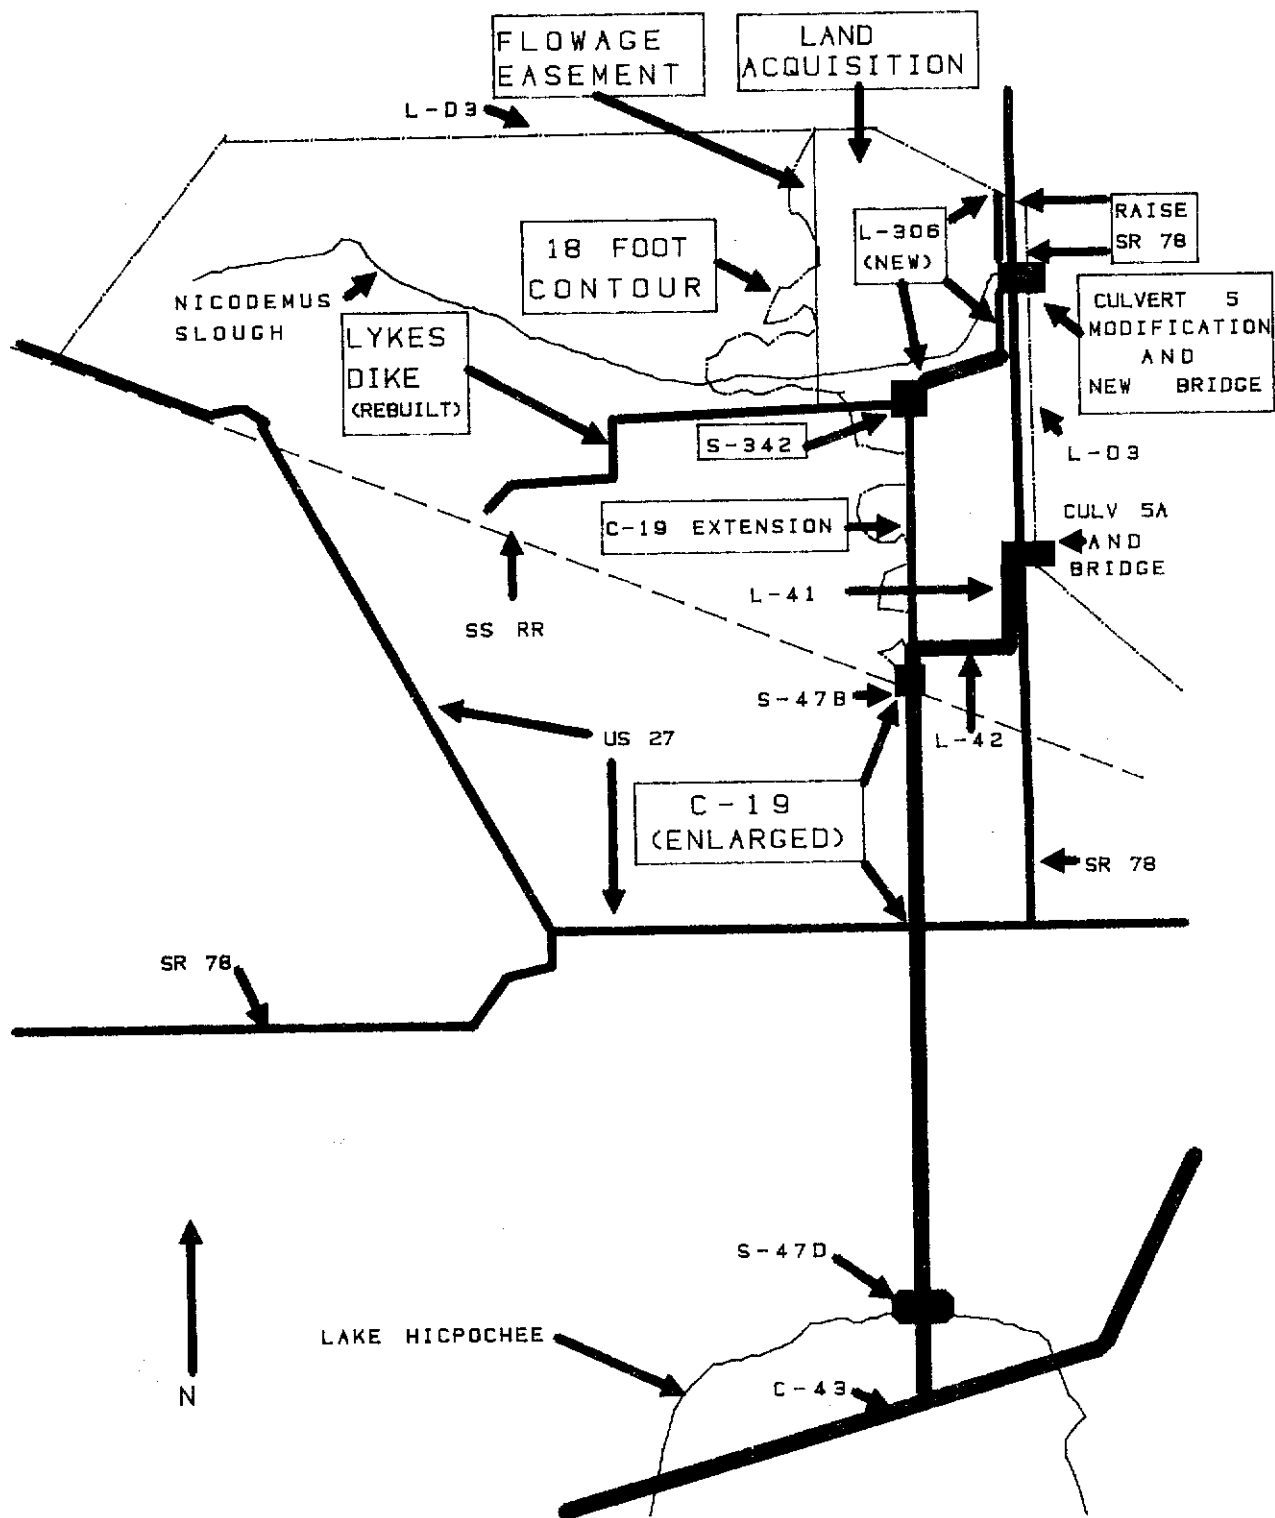 FLOWAGE
EASEMENT
LAND
ACQUISITION
L-D3
RAISE
SR 78
L-306
(NEW)
18 FOOT
CONTOUR
NICODEMUS
SLOUGH
CULVERT 5
MODIFICATION
AND
NEW BRIDGE
LYKES
DIKE
(REBUILT)
S-342
L-D3
C-19 EXTENSION
CULV 5A
AND
BRIDGE
L-41
SS RR
S-47B
US 27
L-42
C-19
(ENLARGED)
SR 78
SR 78
S-47D
LAKE HICPOCHEE
C-43
N